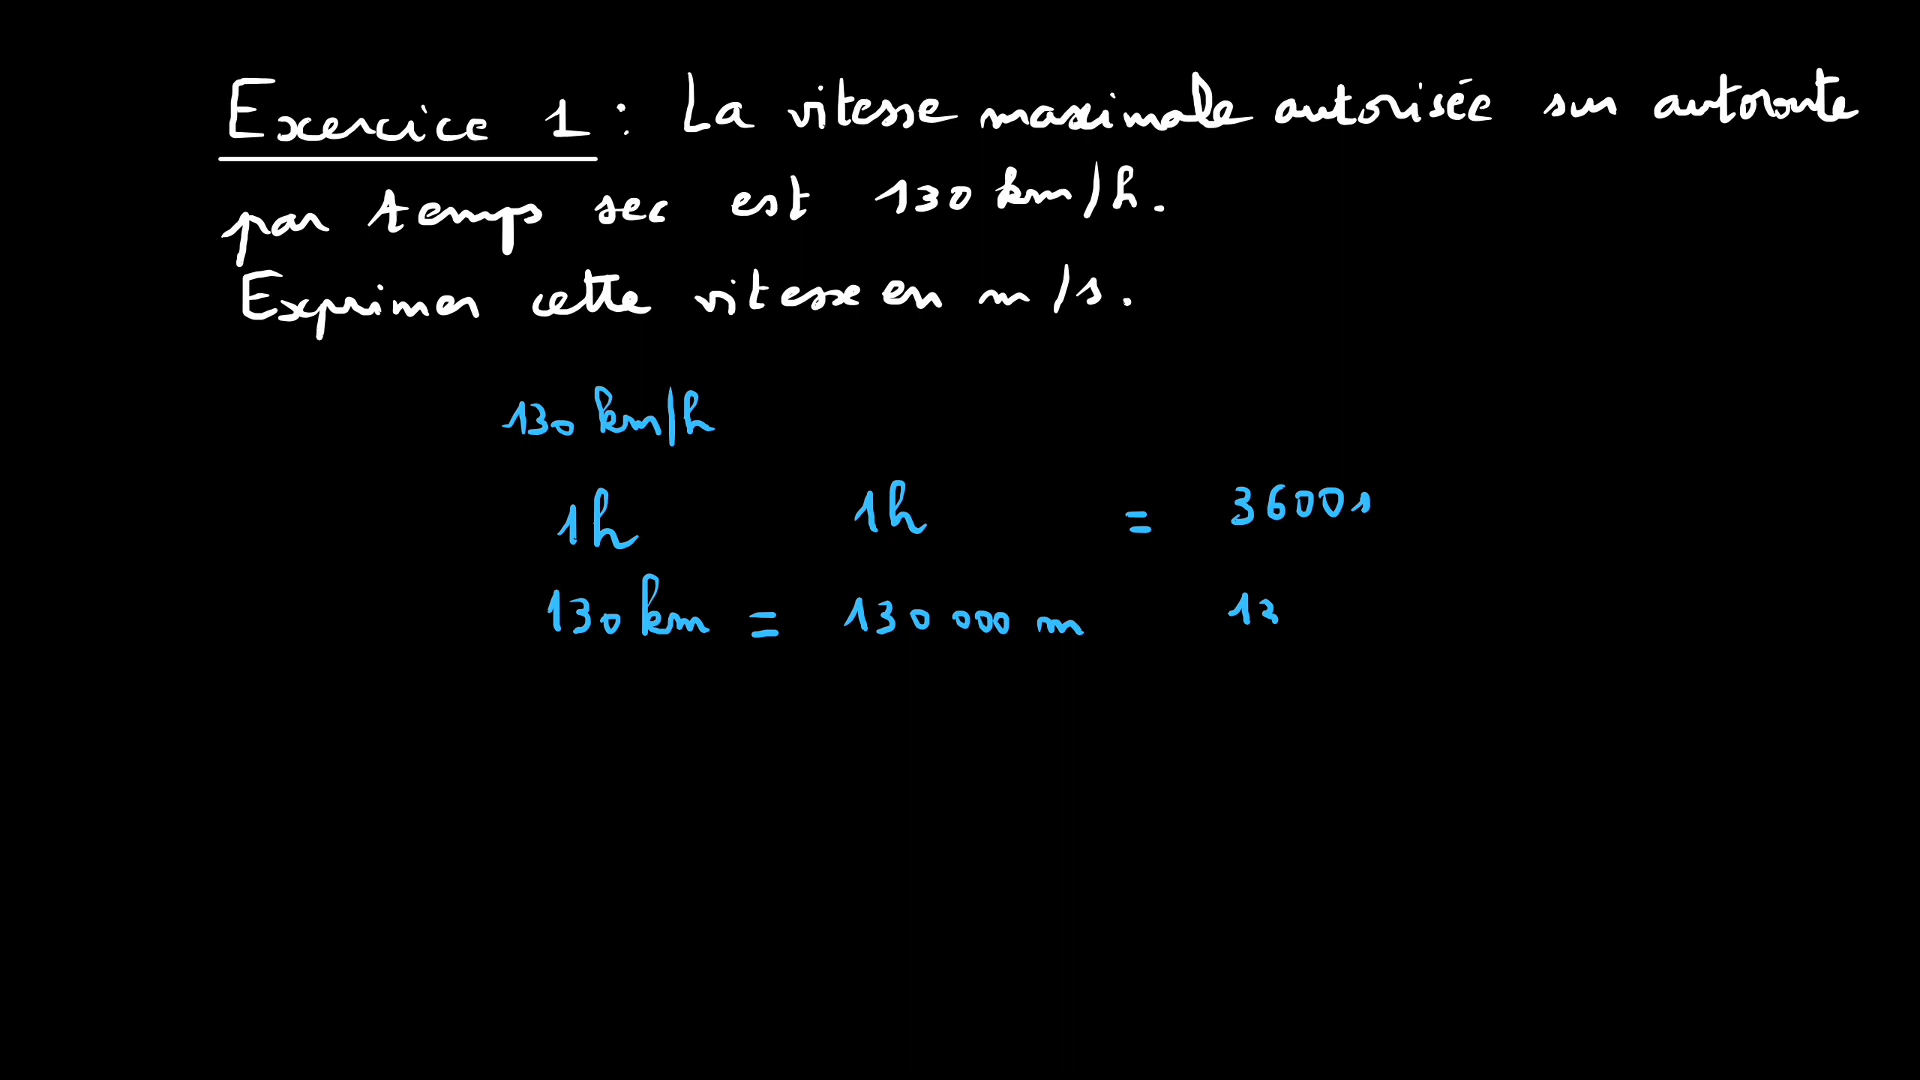 Exercice 1 : La vitesse maximale autorisée sur autoroute
par temps sec est 130 km/h.
Exprimer cette vitesse en m/s.
130 km/h
1h 1h = 3600s
130 km = 130 000 m 13